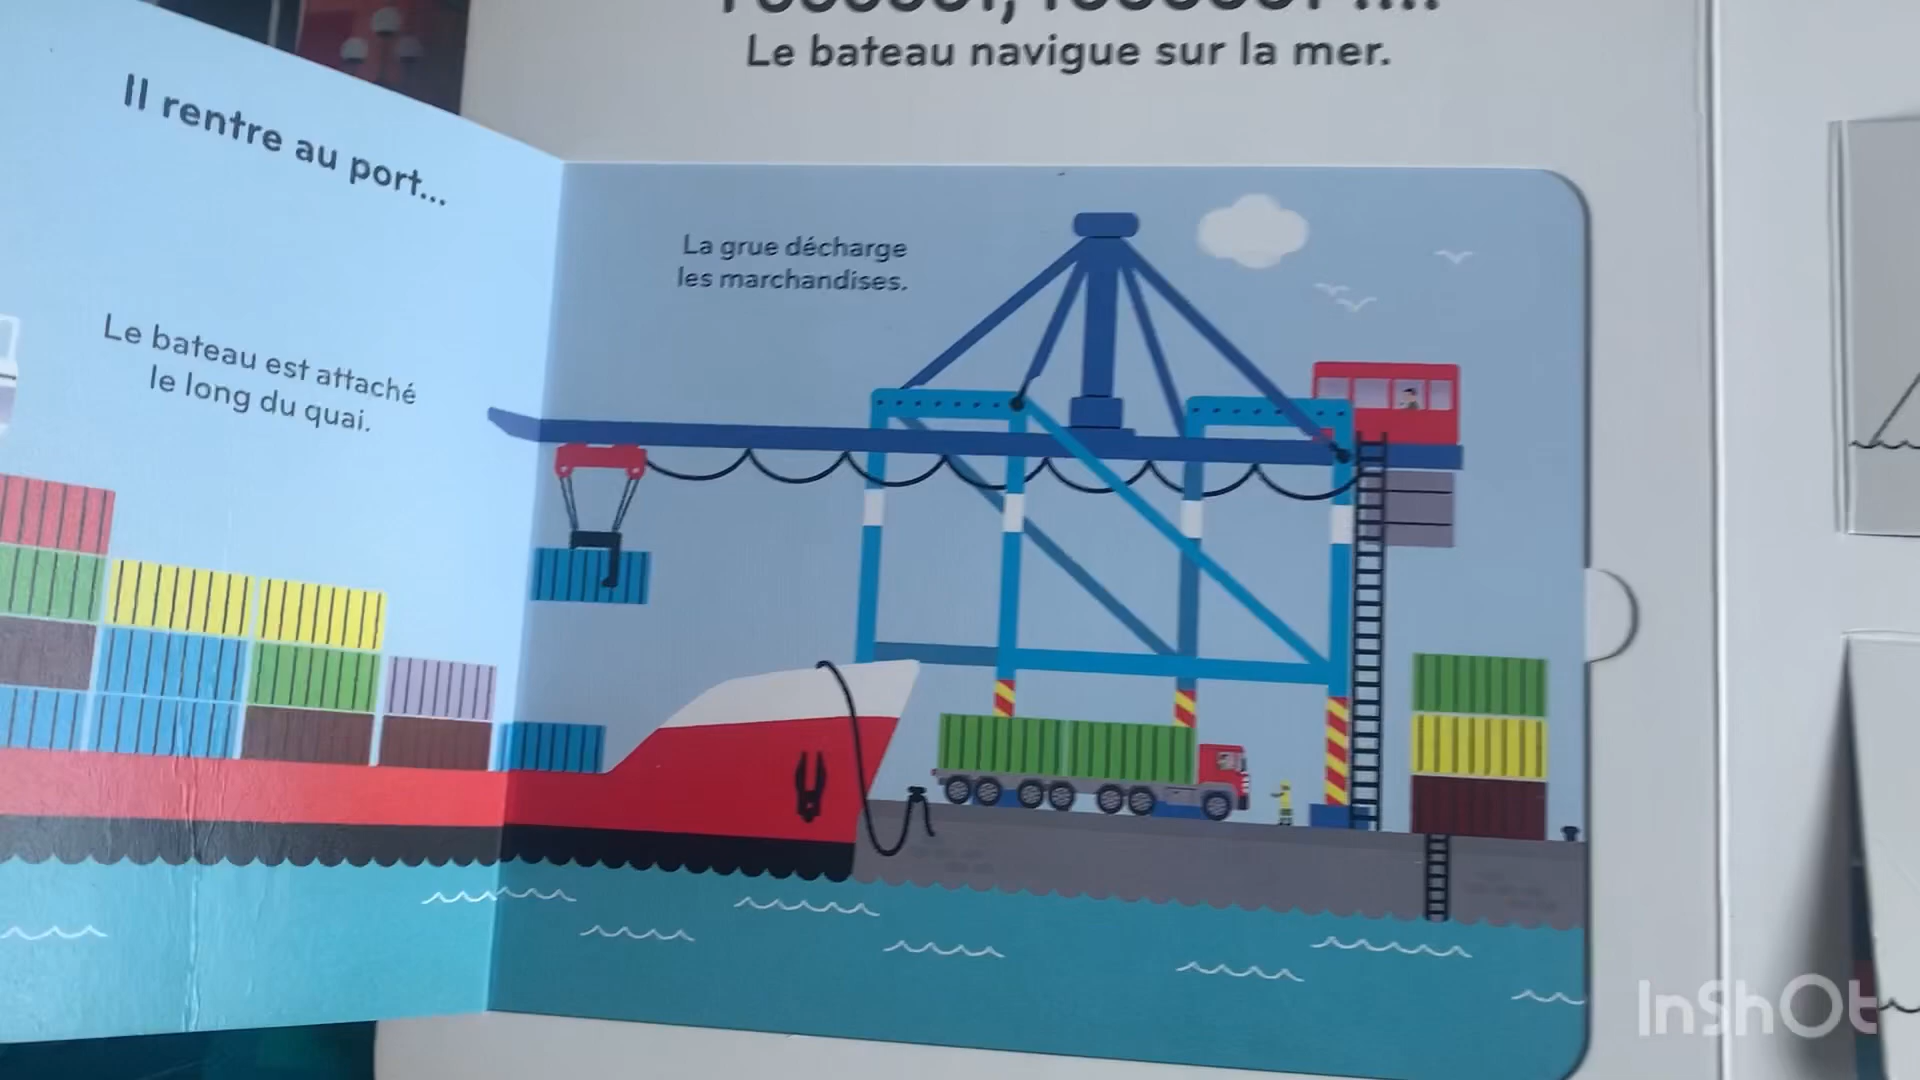 Le bateau navigue sur la mer.
Il rentre au port...
Le bateau est attaché
le long du quai.
La grue décharge
les marchandises.
InShOt